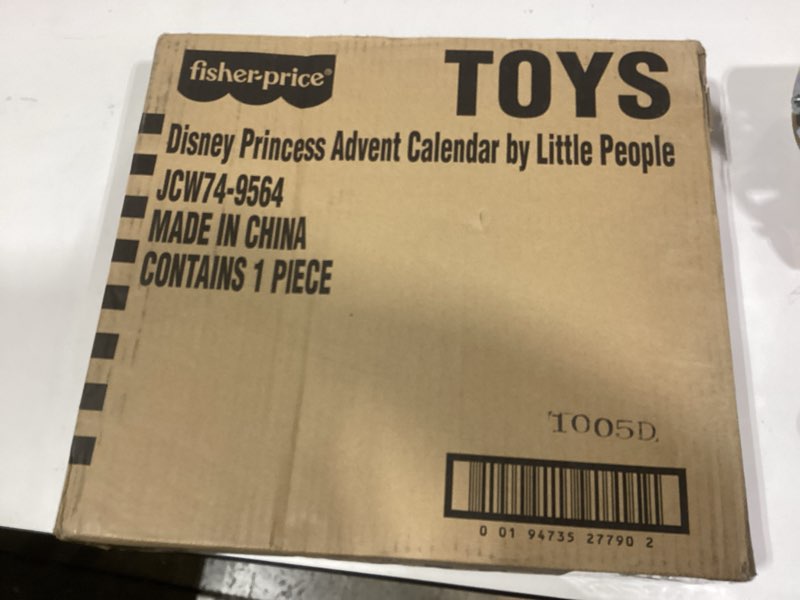 fisher-price®
TOYS
Disney Princess Advent Calendar by Little People
JCW74-9564
MADE IN CHINA
CONTAINS 1 PIECE
1005D
0 01 94735 27790 2